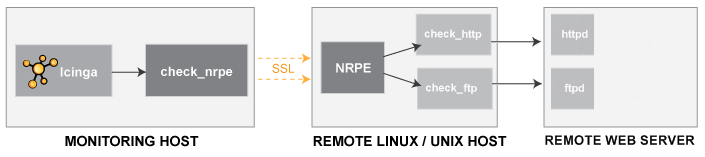 Icinga
check_nrpe
SSL
NRPE
check_http
check_ftp
httpd
ftpd
MONITORING HOST
REMOTE LINUX / UNIX HOST
REMOTE WEB SERVER